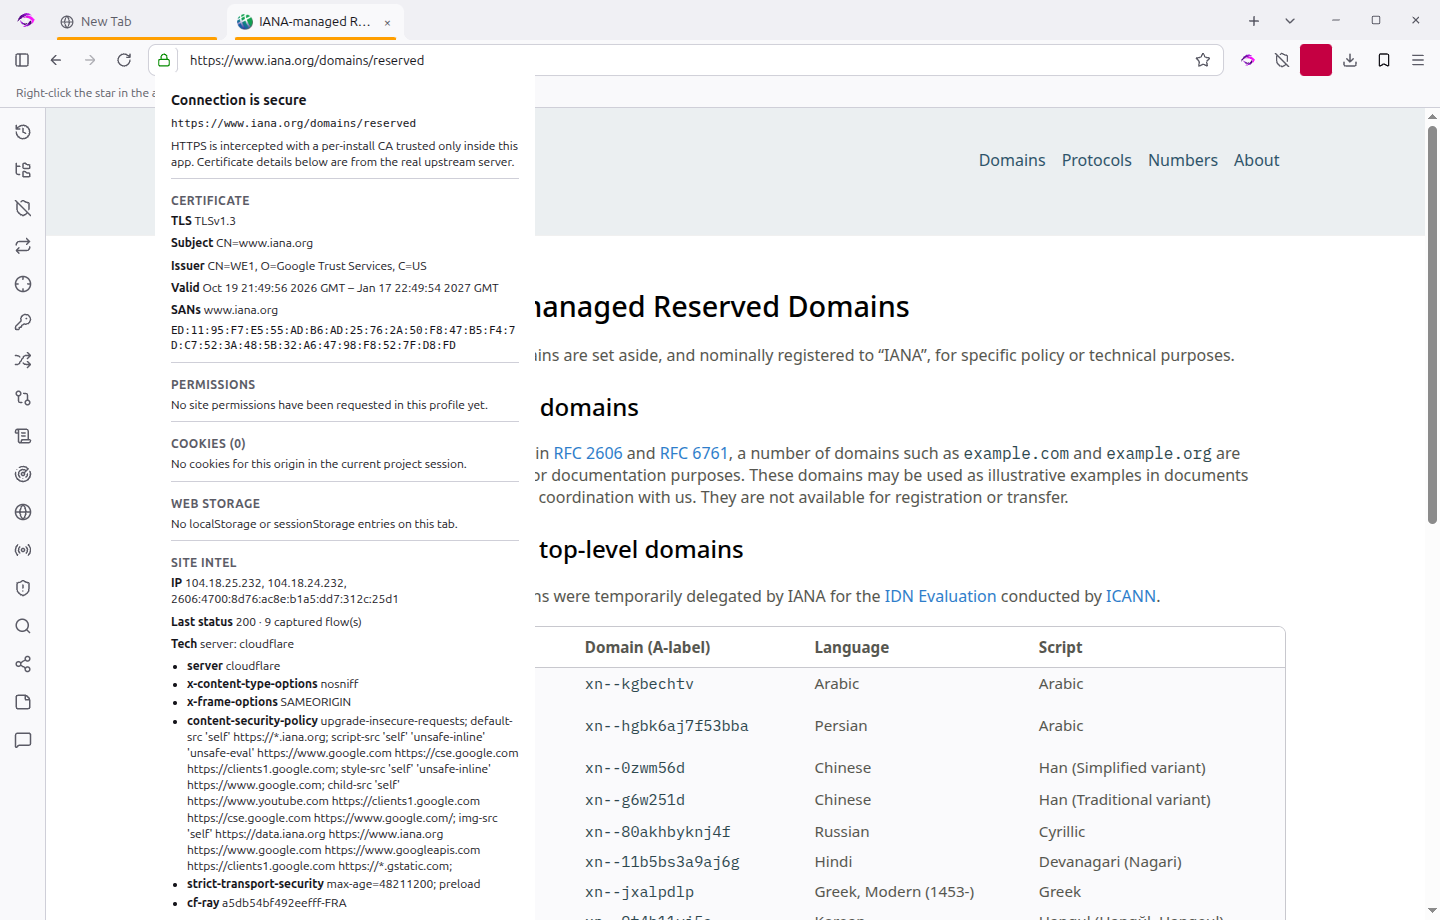 New Tab
IANA-managed R...
https://www.iana.org/domains/reserved
Right-click the star in the a
Connection is secure
https://www.iana.org/domains/reserved
HTTPS is intercepted with a per-install CA trusted only inside this
app. Certificate details below are from the real upstream server.
CERTIFICATE
TLS TLSv1.3
Subject CN=www.iana.org
Issuer CN=WE1, O=Google Trust Services, C=US
Valid Oct 19 21:49:56 2026 GMT – Jan 17 22:49:54 2027 GMT
SANs www.iana.org
ED:11:95:F7:E5:55:AD:B6:AD:25:76:2A:50:F8:47:B5:F4:7
D:C7:52:3A:48:5B:32:A6:47:98:F8:52:7F:D8:FD
PERMISSIONS
No site permissions have been requested in this profile yet.
COOKIES (0)
No cookies for this origin in the current project session.
WEB STORAGE
No localStorage or sessionStorage entries on this tab.
SITE INTEL
IP 104.18.25.232, 104.18.24.232,
2606:4700:8d76:ac8e:b1a5:dd7:312c:25d1
Last status 200 · 9 captured flow(s)
Tech server: cloudflare
• server cloudflare
• x-content-type-options nosniff
• x-frame-options SAMEORIGIN
• content-security-policy upgrade-insecure-requests; default-
src 'self' https://*.iana.org; script-src 'self' 'unsafe-inline'
'unsafe-eval' https://www.google.com https://cse.google.com
https://clients1.google.com; style-src 'self' 'unsafe-inline'
https://www.google.com; child-src 'self'
https://www.youtube.com https://clients1.google.com
https://cse.google.com https://www.google.com/; img-src
'self' https://data.iana.org https://www.iana.org
https://www.google.com https://www.googleapis.com
https://clients1.google.com https://*.gstatic.com;
• strict-transport-security max-age=48211200; preload
• cf-ray a5db54bf492eefff-FRA
Domains Protocols Numbers About
managed Reserved Domains
ins are set aside, and nominally registered to “IANA”, for specific policy or technical purposes.
domains
in RFC 2606 and RFC 6761, a number of domains such as example.com and example.org are
or documentation purposes. These domains may be used as illustrative examples in documents
coordination with us. They are not available for registration or transfer.
top-level domains
ns were temporarily delegated by IANA for the IDN Evaluation conducted by ICANN.
Domain (A-label) Language Script
xn--kgbechtv Arabic Arabic
xn--hgbk6aj7f53bba Persian Arabic
xn--0zwm56d Chinese Han (Simplified variant)
xn--g6w251d Chinese Han (Traditional variant)
xn--80akhbyknj4f Russian Cyrillic
xn--11b5bs3a9aj6g Hindi Devanagari (Nagari)
xn--jxalpdlp Greek, Modern (1453-) Greek